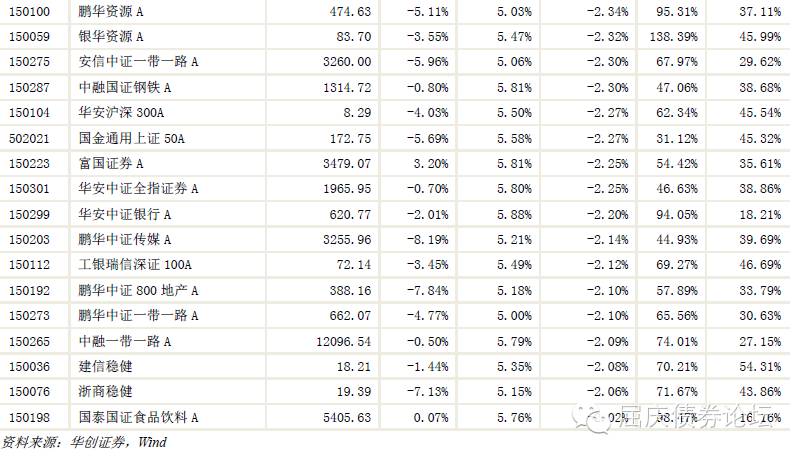 150100 鹏华资源 A 474.63 -5.11% 5.03% -2.34% 95.31% 37.11%
150059 银华资源 A 83.70 -3.55% 5.47% -2.32% 138.39% 45.99%
150275 安信中证一带一路 A 3260.00 -5.96% 5.06% -2.30% 67.97% 29.62%
150287 中融国证钢铁 A 1314.72 -0.80% 5.81% -2.30% 47.06% 38.68%
150104 华安沪深 300A 8.29 -4.03% 5.50% -2.27% 62.34% 45.54%
502021 国金通用上证 50A 172.75 -5.69% 5.58% -2.27% 31.12% 45.32%
150223 富国证券 A 3479.07 3.20% 5.81% -2.25% 54.42% 35.61%
150301 华安中证全指证券 A 1965.95 -0.70% 5.80% -2.25% 46.63% 38.86%
150299 华安中证银行 A 620.77 -2.01% 5.88% -2.20% 94.05% 18.21%
150203 鹏华中证传媒 A 3255.96 -8.19% 5.21% -2.14% 44.93% 39.69%
150112 工银瑞信深证 100A 72.14 -3.45% 5.49% -2.12% 69.27% 46.69%
150192 鹏华中证 800 地产 A 388.16 -7.84% 5.18% -2.10% 57.89% 33.79%
150273 鹏华中证一带一路 A 662.07 -4.77% 5.00% -2.10% 65.56% 30.63%
150265 中融一带一路 A 12096.54 -0.50% 5.79% -2.09% 74.01% 27.15%
150036 建信稳健 18.21 -1.44% 5.35% -2.08% 70.21% 54.31%
150076 浙商稳健 19.39 -7.13% 5.15% -2.06% 71.67% 43.86%
150198 国泰国证食品饮料 A 5405.63 0.07% 5.76%
屈庆债券论坛
资料来源：华创证券，Wind